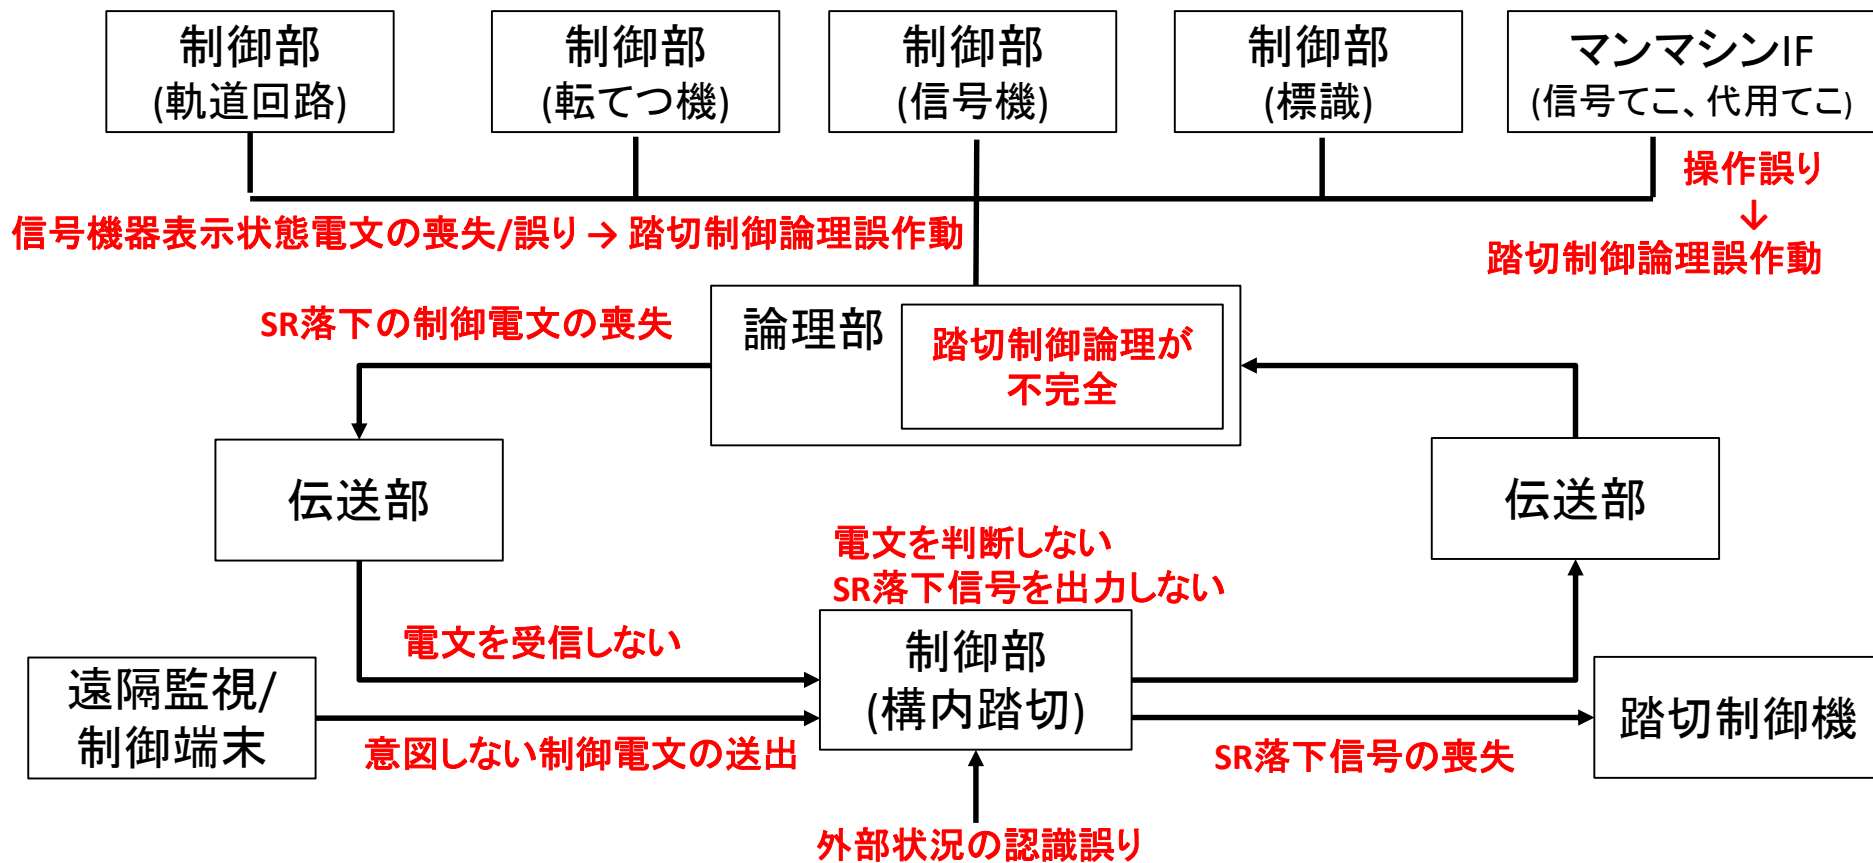 制御部
(軌道回路)
制御部
(転てつ機)
制御部
(信号機)
制御部
(標識)
マンマシンIF
(信号てこ、代用てこ)
操作誤り
↓
踏切制御論理誤作動
信号機器表示状態電文の喪失/誤り → 踏切制御論理誤作動
SR落下の制御電文の喪失
論理部
踏切制御論理が
不完全
伝送部
伝送部
電文を判断しない
SR落下信号を出力しない
電文を受信しない
制御部
(構内踏切)
遠隔監視/
制御端末
踏切制御機
意図しない制御電文の送出
SR落下信号の喪失
外部状況の認識誤り